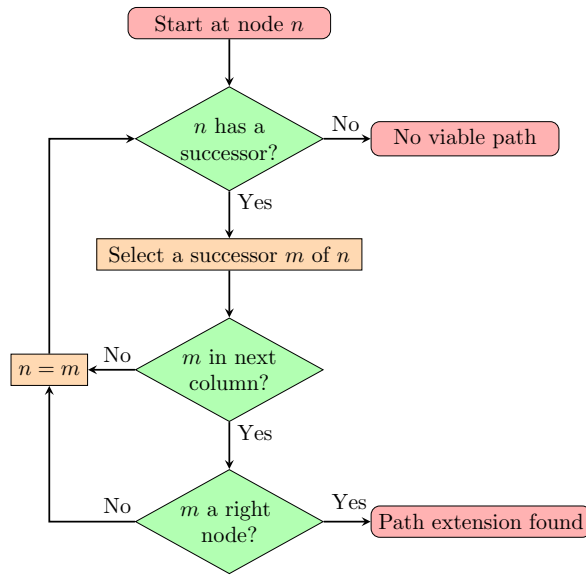 Start at node n
n has a
successor?
No
No viable path
Yes
Select a successor m of n
m in next
column?
No
n = m
Yes
m a right
node?
No
Yes
Path extension found